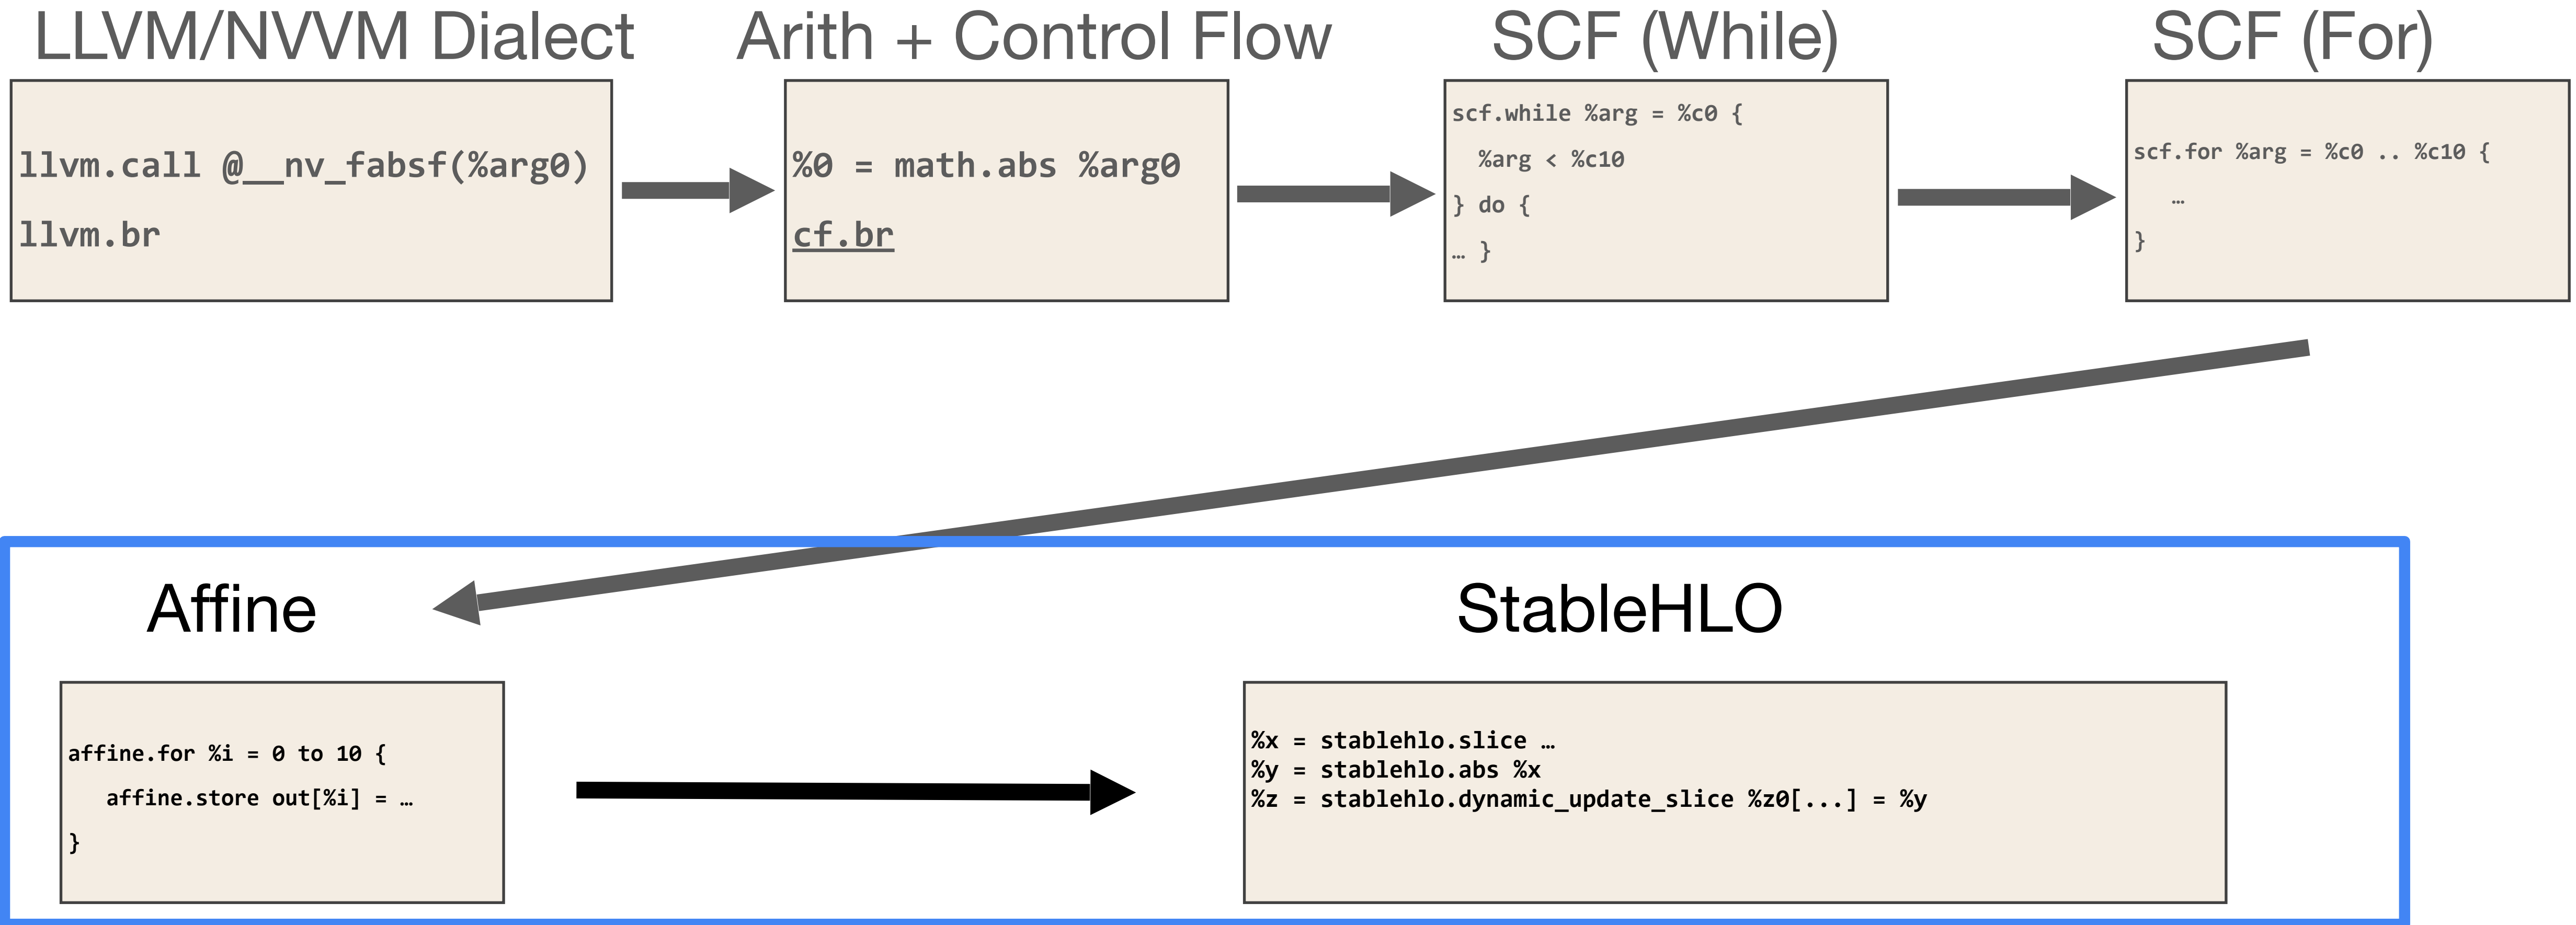 LLVM/NVVM Dialect
llvm.call @__nv_fabsf(%arg0)
llvm.br
Arith + Control Flow
%0 = math.abs %arg0
cf.br
SCF (While)
scf.while %arg = %c0 {
%arg < %c10
} do {
… }
SCF (For)
scf.for %arg = %c0 .. %c10 {
…
}
Affine
affine.for %i = 0 to 10 {
affine.store out[%i] = …
}
StableHLO
%x = stablehlo.slice …
%y = stablehlo.abs %x
%z = stablehlo.dynamic_update_slice %z0[...] = %y